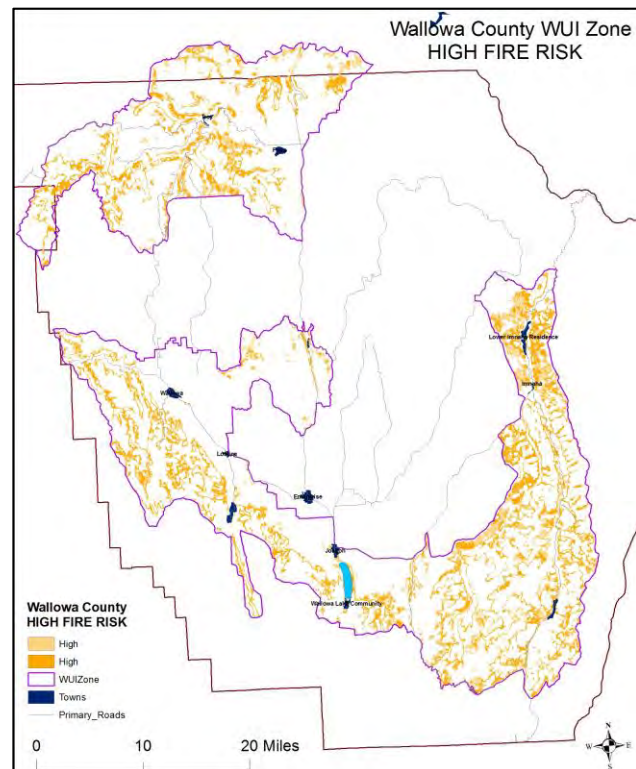 Wallowa County WUI Zone
HIGH FIRE RISK
Lower Imnaha Residence
Imnaha
Wallowa
Lostine
Enterprise
Joseph
Wallowa Lake Community
Wallowa County
HIGH FIRE RISK
High
High
WUIZone
Towns
Primary_Roads
0 10 20 Miles
N
W E
S